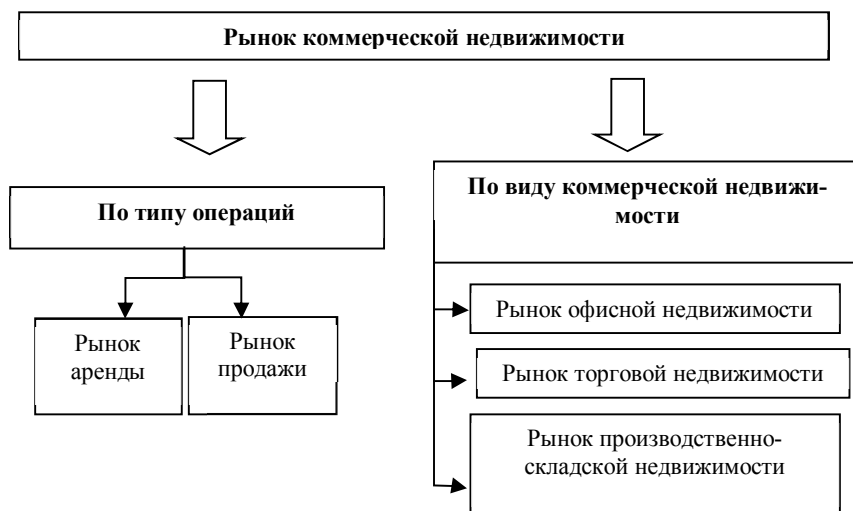 Рынок коммерческой недвижимости
По типу операций
Рынок
аренды
Рынок
продажи
По виду коммерческой недвижи-
мости
Рынок офисной недвижимости
Рынок торговой недвижимости
Рынок производственно-
складской недвижимости